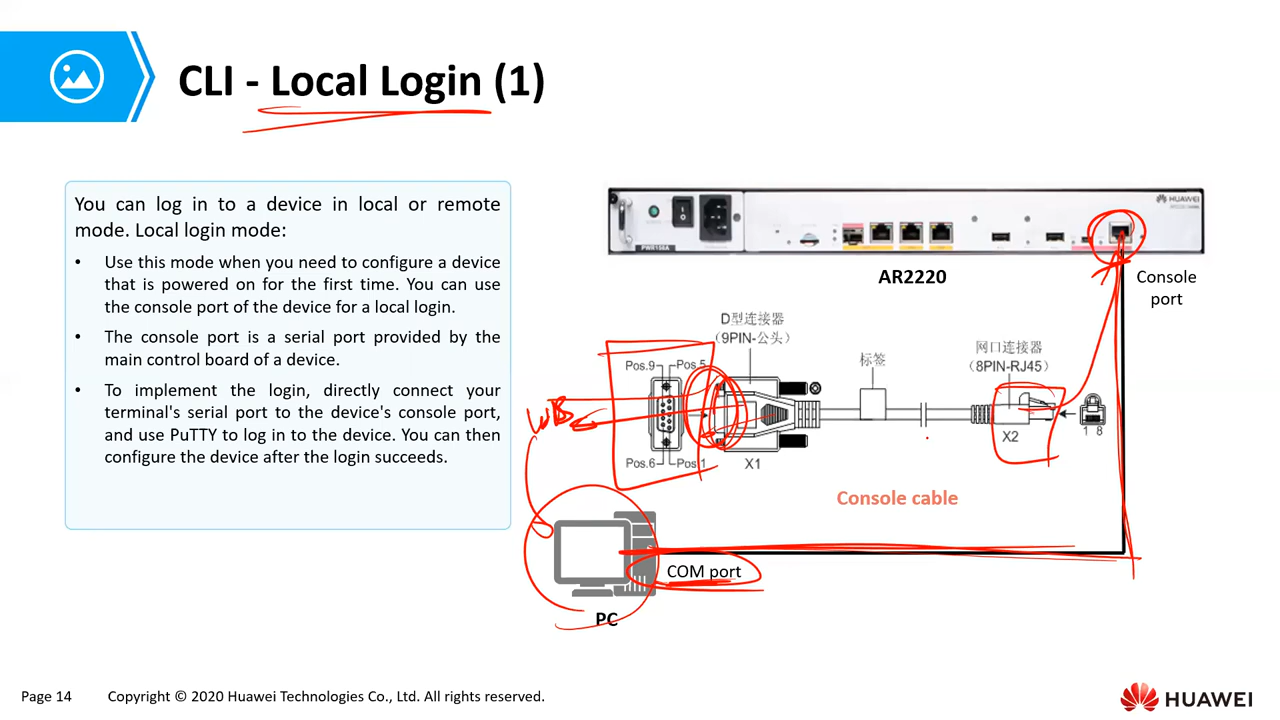 CLI - Local Login (1)
You can log in to a device in local or remote
mode. Local login mode:
• Use this mode when you need to configure a device
that is powered on for the first time. You can use
the console port of the device for a local login.
• The console port is a serial port provided by the
main control board of a device.
• To implement the login, directly connect your
terminal's serial port to the device's console port,
and use PuTTY to log in to the device. You can then
configure the device after the login succeeds.
HUAWEI
AR2220
Console
port
D型连接器
(9PIN-公头)
标签
网口连接器
(8PIN-RJ45)
Pos.9
Pos.5
Pos.6
Pos.1
X1
X2
1 8
Console cable
COM port
PC
Page 14
Copyright © 2020 Huawei Technologies Co., Ltd. All rights reserved.
HUAWEI